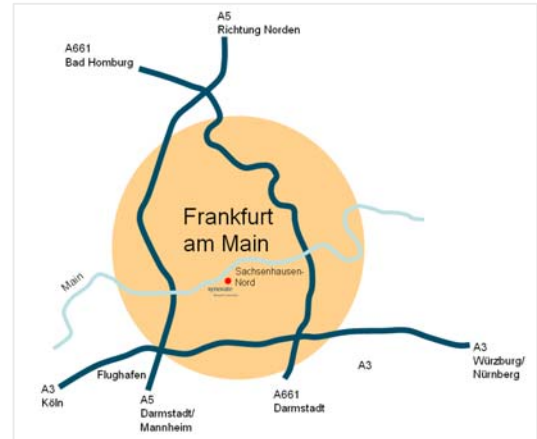 A5
Richtung Norden
A661
Bad Homburg
Frankfurt
am Main
Sachsenhausen-
Nord
synovate
Main
Flughafen
A3
A3
Würzburg/
Nürnberg
A3
Köln
A5
Darmstadt/
Mannheim
A661
Darmstadt